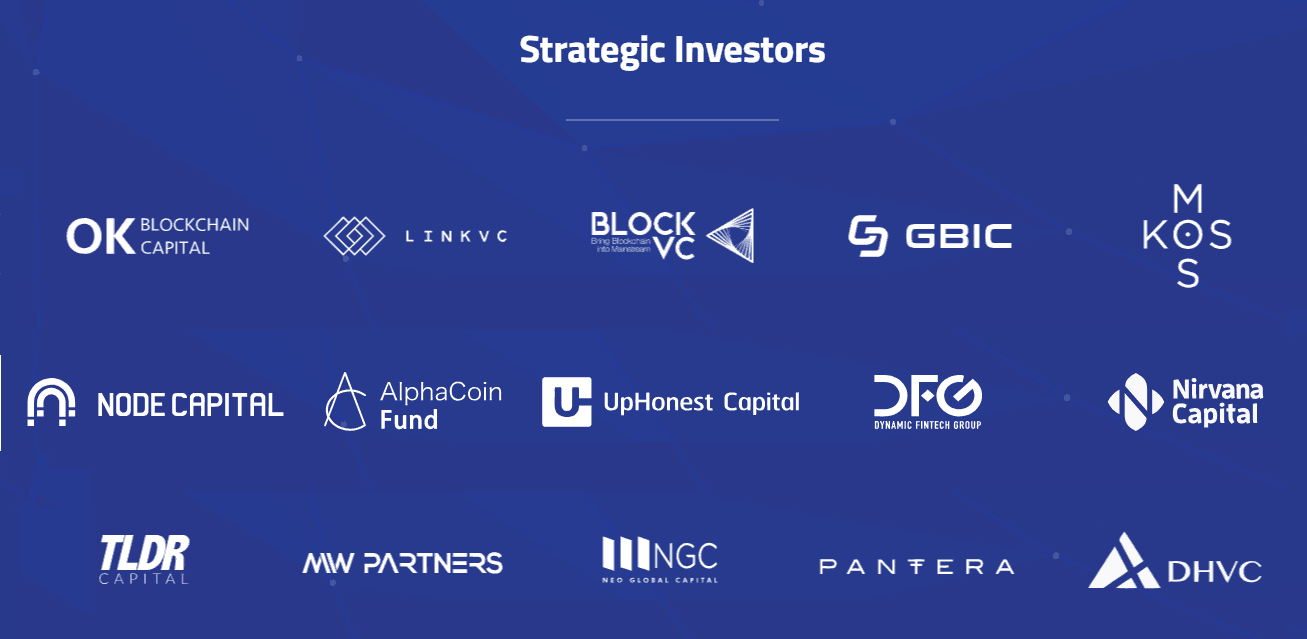 Strategic Investors
OK BLOCKCHAIN
CAPITAL
LINKVC
BLOCK
Bring Blockchain
into Mainstream
VC
GBIC
M
KOSS
S
NODE CAPITAL
AlphaCoin
Fund
U
UpHonest Capital
DFG
DYNAMIC FINTECH GROUP
N
Nirvana
Capital
TLDR
CAPITAL
MW PARTNERS
NGC
NEO GLOBAL CAPITAL
PANTERA
DHVC